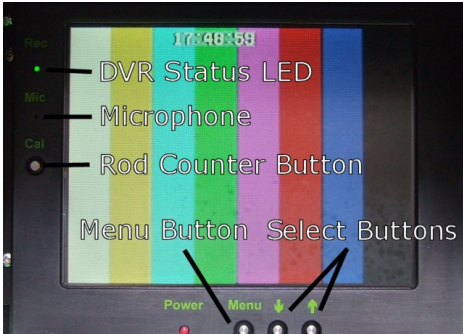 17:48:59
Rec
DVR Status LED
Mic
Microphone
Cal
Rod Counter Button
Menu Button Select Buttons
Power Menu